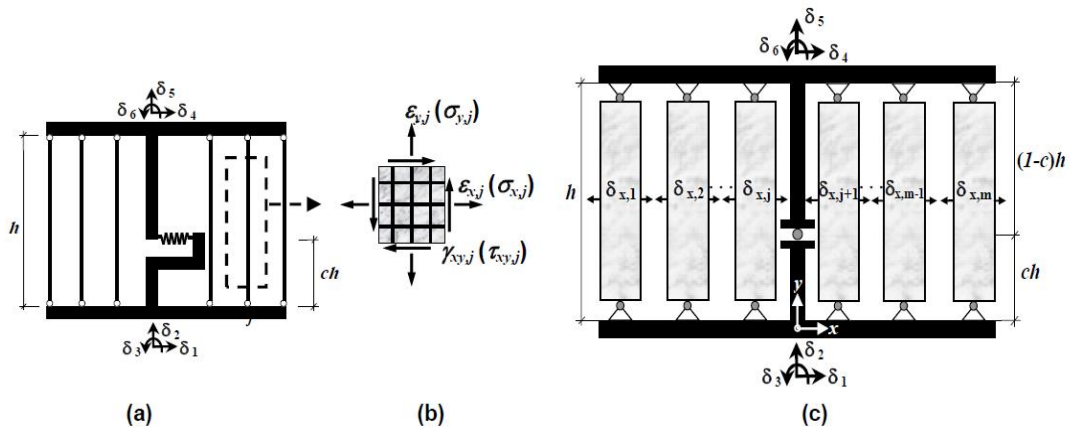 δ5
δ6 δ4
h
ch
δ2
δ3 δ1
(a)
εy,j (σy,j)
εx,j (σx,j)
γxy,j (τxy,j)
(b)
δ5
δ6 δ4
h
(1-c)h
δx,1 δx,2 ... δx,j δx,j+1 ... δx,m-1 δx,m
ch
y
x
δ2
δ3 δ1
(c)